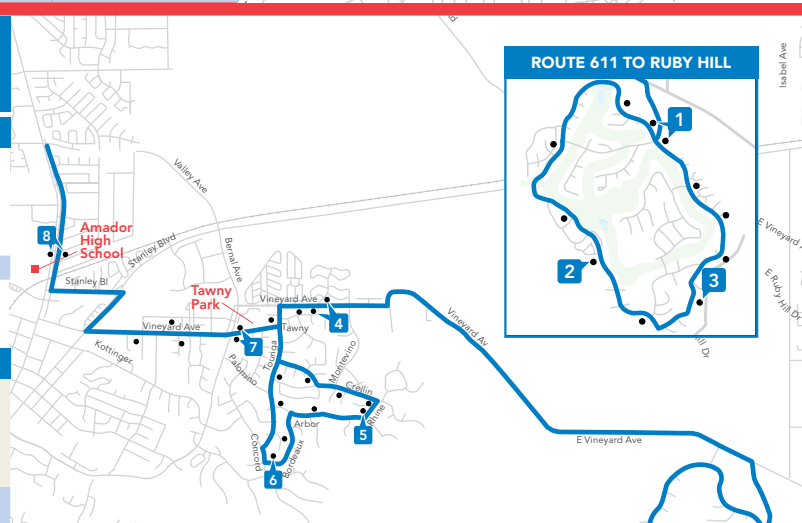 ROUTE 611 TO RUBY HILL
Isabel Ave
1
2
3
E Vineyard
E Ruby Hill Dr
ill Dr
Valley Ave
8
Amador
High
School
Stanley Blvd
Stanley Bl
Bernal Ave
Tawny
Park
Vineyard Ave
4
Tawny
Vineyard Ave
7
Kottinger
Palomino
Touriga
Montevino
Crellin
Rhine
Arbor
5
Concord
Bordeaux
6
Vineyard Av
E Vineyard Ave